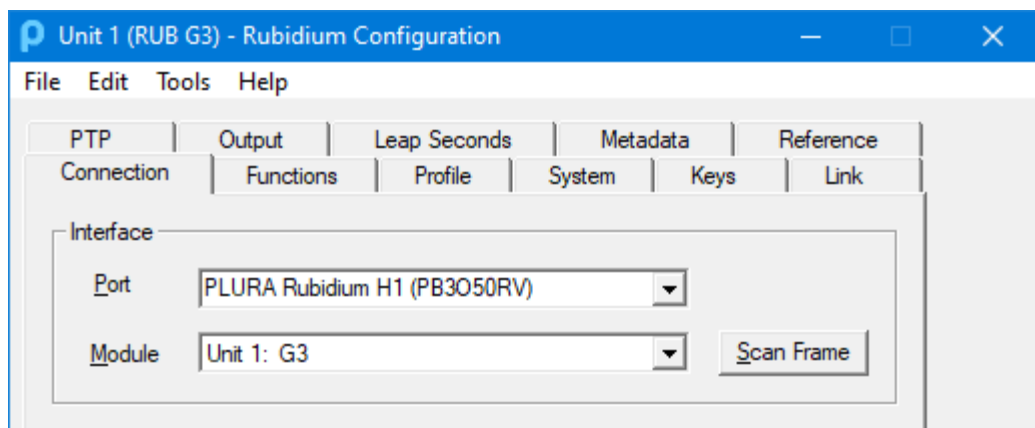 Unit 1 (RUB G3) - Rubidium Configuration
File Edit Tools Help
PTP Output Leap Seconds Metadata Reference
Connection Functions Profile System Keys Link
Interface
Port PLURA Rubidium H1 (PB3O50RV)
Module Unit 1: G3 Scan Frame